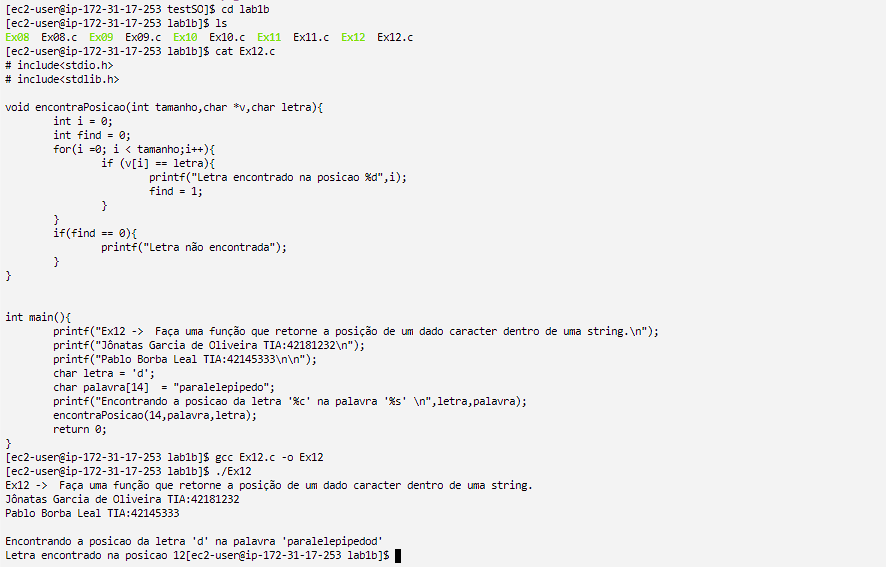 [ec2-user@ip-172-31-17-253 testSO]$ cd lab1b
[ec2-user@ip-172-31-17-253 lab1b]$ ls
Ex08  Ex08.c  Ex09  Ex09.c  Ex10  Ex10.c  Ex11  Ex11.c  Ex12  Ex12.c
[ec2-user@ip-172-31-17-253 lab1b]$ cat Ex12.c
# include<stdio.h>
# include<stdlib.h>

void encontraPosicao(int tamanho,char *v,char letra){
        int i = 0;
        int find = 0;
        for(i =0; i < tamanho;i++){
                if (v[i] == letra){
                        printf("Letra encontrado na posicao %d",i);
                        find = 1;
                }
        }
        if(find == 0){
                printf("Letra não encontrada");
        }
}


int main(){
        printf("Ex12 ->  Faça uma função que retorne a posição de um dado caracter dentro de uma string.\n");
        printf("Jônatas Garcia de Oliveira TIA:42181232\n");
        printf("Pablo Borba Leal TIA:42145333\n\n");
        char letra = 'd';
        char palavra[14]  = "paralelepipedo";
        printf("Encontrando a posicao da letra '%c' na palavra '%s' \n",letra,palavra);
        encontraPosicao(14,palavra,letra);
        return 0;
}
[ec2-user@ip-172-31-17-253 lab1b]$ gcc Ex12.c -o Ex12
[ec2-user@ip-172-31-17-253 lab1b]$ ./Ex12
Ex12 ->  Faça uma função que retorne a posição de um dado caracter dentro de uma string.
Jônatas Garcia de Oliveira TIA:42181232
Pablo Borba Leal TIA:42145333

Encontrando a posicao da letra 'd' na palavra 'paralelepipedod'
Letra encontrado na posicao 12[ec2-user@ip-172-31-17-253 lab1b]$